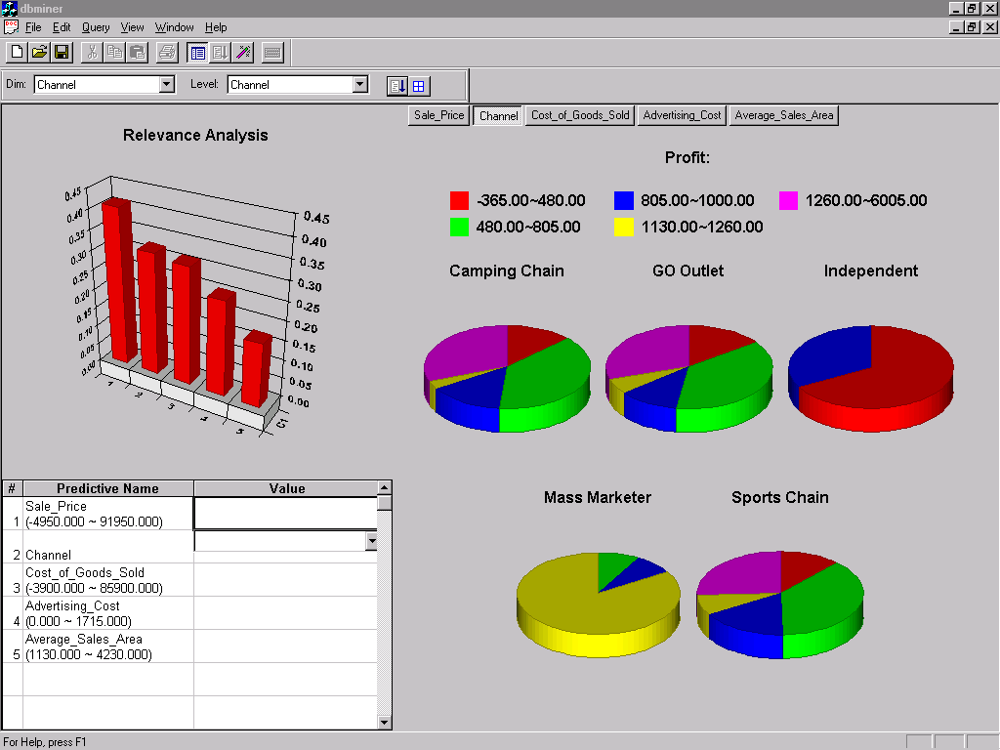 dbminer
File Edit Query View Window Help
Dim: Channel Level: Channel
Sale_Price Channel Cost_of_Goods_Sold Advertising_Cost Average_Sales_Area
Relevance Analysis
0.45
0.40
0.35
0.30
0.25
0.20
0.15
0.10
0.05
0.00
0.45
0.40
0.35
0.30
0.25
0.20
0.15
0.10
0.05
0.00
1 2 3 4 5
C1
Profit:
-365.00~480.00 805.00~1000.00 1260.00~6005.00
480.00~805.00 1130.00~1260.00
Camping Chain GO Outlet Independent
Mass Marketer Sports Chain
# Predictive Name Value
Sale_Price
1 (-4950.000 ~ 91950.000)
2 Channel
Cost_of_Goods_Sold
3 (-3900.000 ~ 85900.000)
Advertising_Cost
4 (0.000 ~ 1715.000)
Average_Sales_Area
5 (1130.000 ~ 4230.000)
For Help, press F1